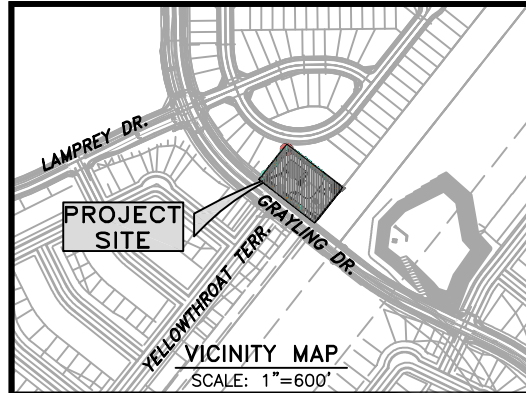 LAMPREY DR.
PROJECT
SITE
GRAYLING DR.
YELLOWTHROAT TERR.
VICINITY MAP
SCALE: 1"=600'